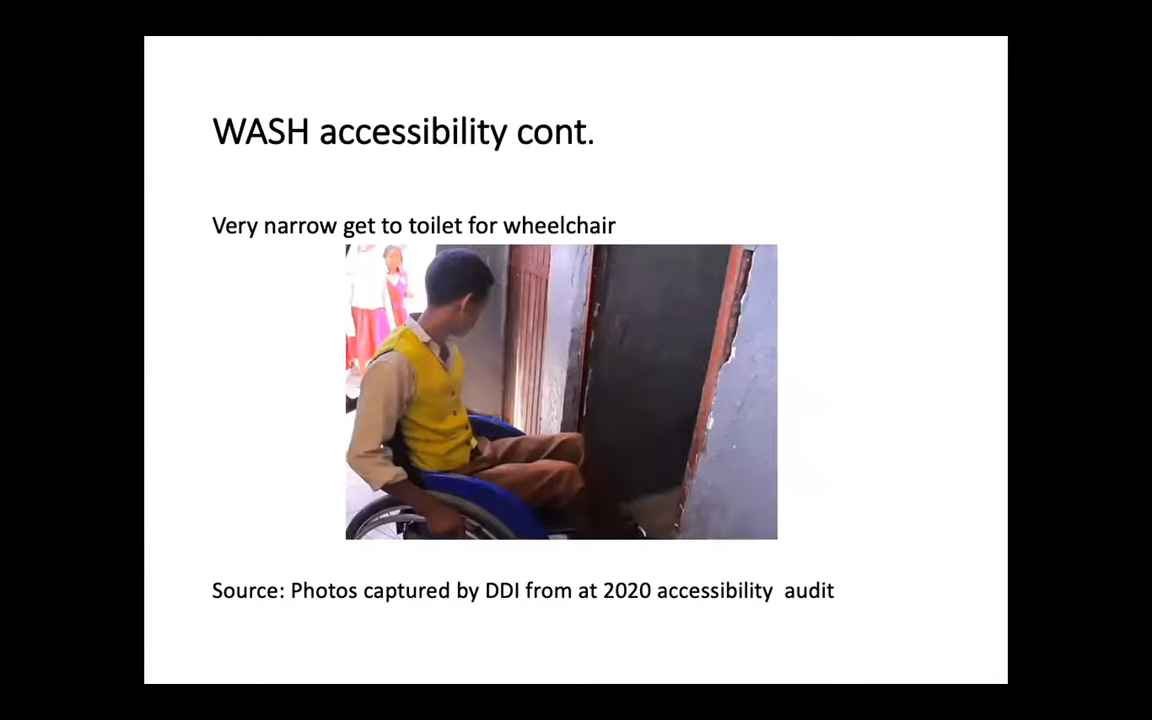 WASH accessibility cont.
Very narrow get to toilet for wheelchair
Source: Photos captured by DDI from at 2020 accessibility  audit